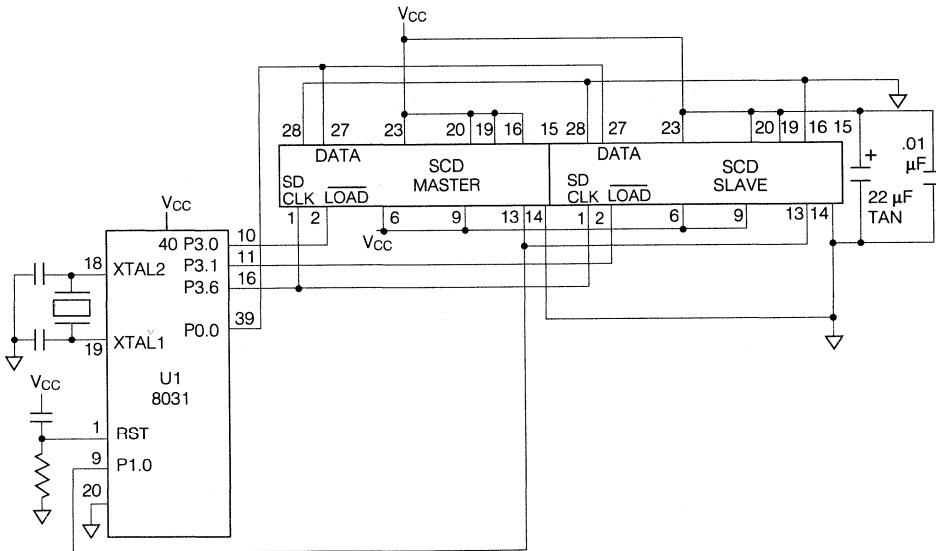 VCC
28 27 23 20 19 16 15 28 27 23 20 19 16 15
DATA
SCD
MASTER
SD
CLK LOAD
1 2 6 9 13 14
VCC
DATA
SCD
SLAVE
SD
CLK LOAD
1 2 6 9 13 14
+
22 µF
TAN
.01
µF
VCC
40 P3.0 10
P3.1 11
P3.6 16
P0.0 39
18 XTAL2
19 XTAL1
U1
8031
VCC
1 RST
9 P1.0
20